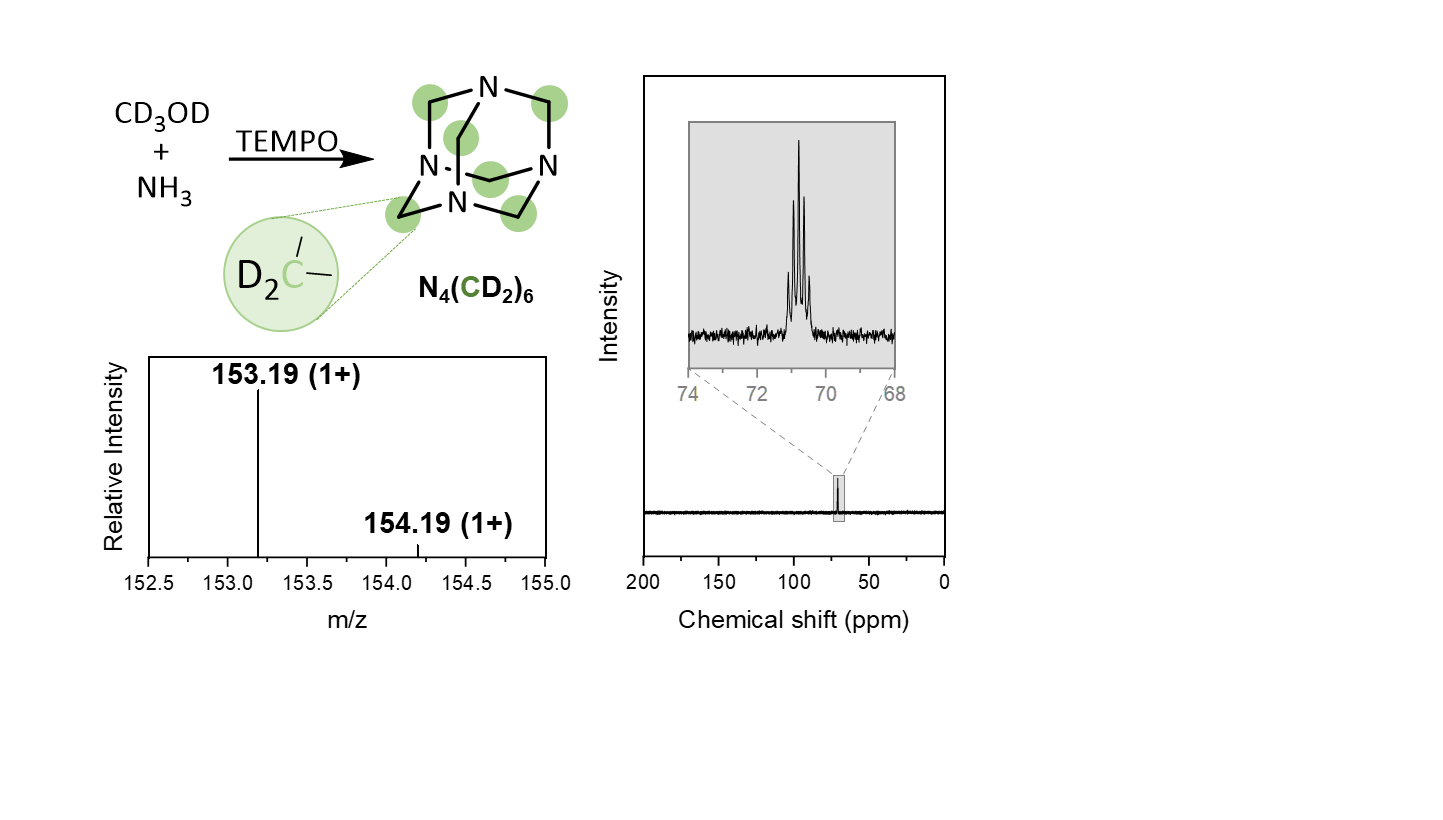 CD₃OD
+
NH₃
TEMPO
N
N
N
N
D₂C
N₄(CD₂)₆
153.19 (1+)
154.19 (1+)
Relative Intensity
152.5 153.0 153.5 154.0 154.5 155.0
m/z
Intensity
74 72 70 68
200 150 100 50 0
Chemical shift (ppm)